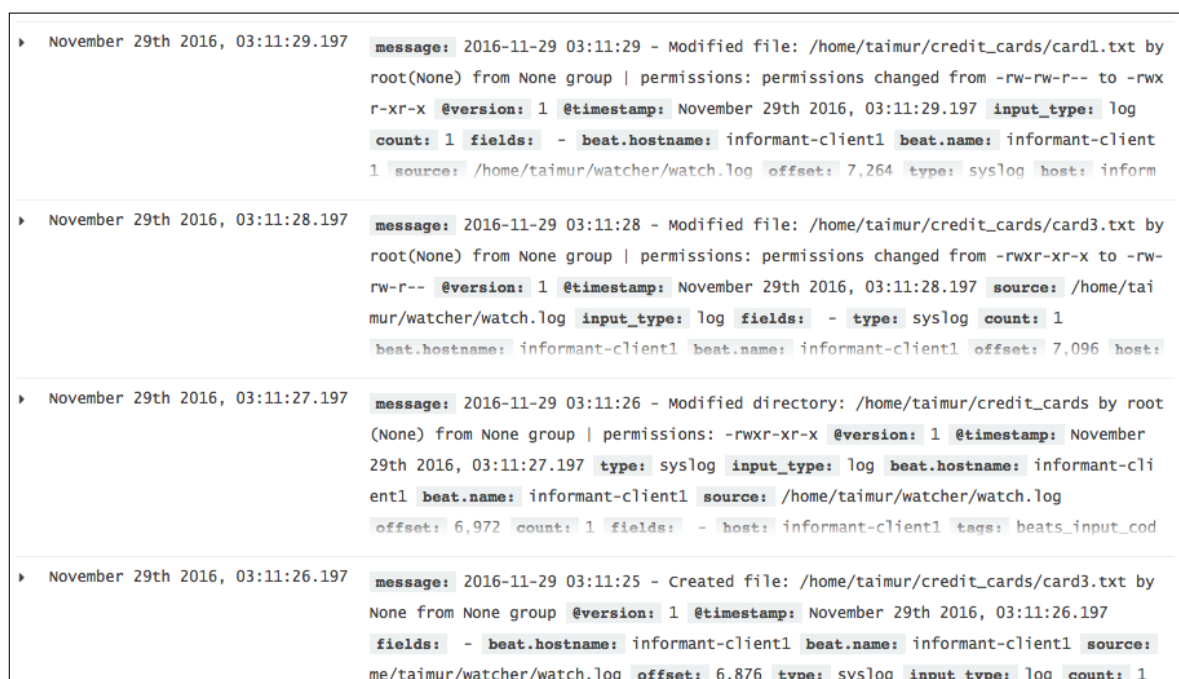 November 29th 2016, 03:11:29.197 message: 2016-11-29 03:11:29 - Modified file: /home/taimur/credit_cards/card1.txt by
root(None) from None group | permissions: permissions changed from -rw-rw-r-- to -rwx
r-xr-x @version: 1 @timestamp: November 29th 2016, 03:11:29.197 input_type: log
count: 1 fields: - beat.hostname: informant-client1 beat.name: informant-client
1 source: /home/taimur/watcher/watch.log offset: 7,264 type: syslog host: inform
November 29th 2016, 03:11:28.197 message: 2016-11-29 03:11:28 - Modified file: /home/taimur/credit_cards/card3.txt by
root(None) from None group | permissions: permissions changed from -rwxr-xr-x to -rw-
rw-r-- @version: 1 @timestamp: November 29th 2016, 03:11:28.197 source: /home/tai
mur/watcher/watch.log input_type: log fields: - type: syslog count: 1
beat.hostname: informant-client1 beat.name: informant-client1 offset: 7,096 host:
November 29th 2016, 03:11:27.197 message: 2016-11-29 03:11:26 - Modified directory: /home/taimur/credit_cards by root
(None) from None group | permissions: -rwxr-xr-x @version: 1 @timestamp: November
29th 2016, 03:11:27.197 type: syslog input_type: log beat.hostname: informant-cli
ent1 beat.name: informant-client1 source: /home/taimur/watcher/watch.log
offset: 6,972 count: 1 fields: - host: informant-client1 tags: beats_input_cod
November 29th 2016, 03:11:26.197 message: 2016-11-29 03:11:25 - Created file: /home/taimur/credit_cards/card3.txt by
None from None group @version: 1 @timestamp: November 29th 2016, 03:11:26.197
fields: - beat.hostname: informant-client1 beat.name: informant-client1 source:
me/taimur/watcher/watch.log offset: 6,876 type: syslog input_type: log count: 1